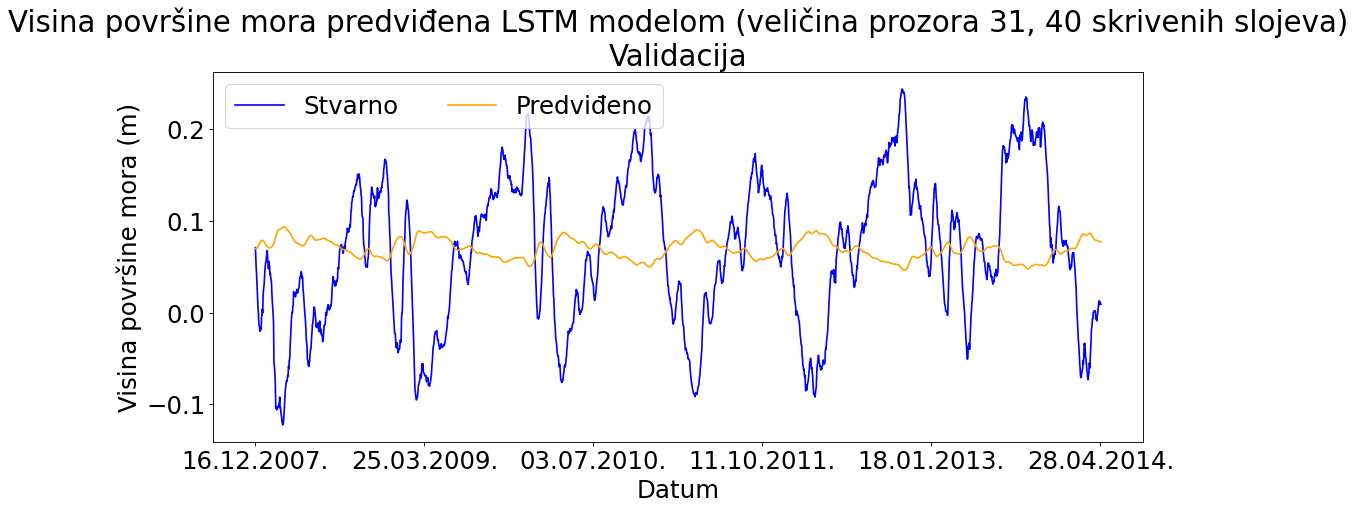 Visina površine mora predviđena LSTM modelom (veličina prozora 31, 40 skrivenih slojeva)
Validacija
Stvarno Predviđeno
Visina površine mora (m)
0.2
0.1
0.0
−0.1
16.12.2007. 25.03.2009. 03.07.2010. 11.10.2011. 18.01.2013. 28.04.2014.
Datum